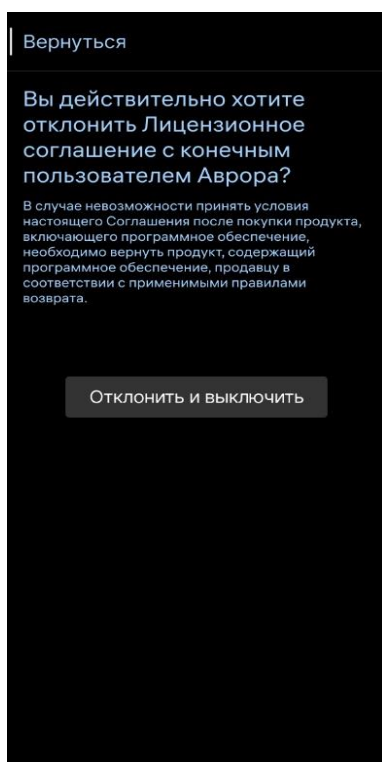 Вернуться
Вы действительно хотите
отклонить Лицензионное
соглашение с конечным
пользователем Аврора?
В случае невозможности принять условия
настоящего Соглашения после покупки продукта,
включающего программное обеспечение,
необходимо вернуть продукт, содержащий
программное обеспечение, продавцу в
соответствии с применимыми правилами
возврата.
Отклонить и выключить